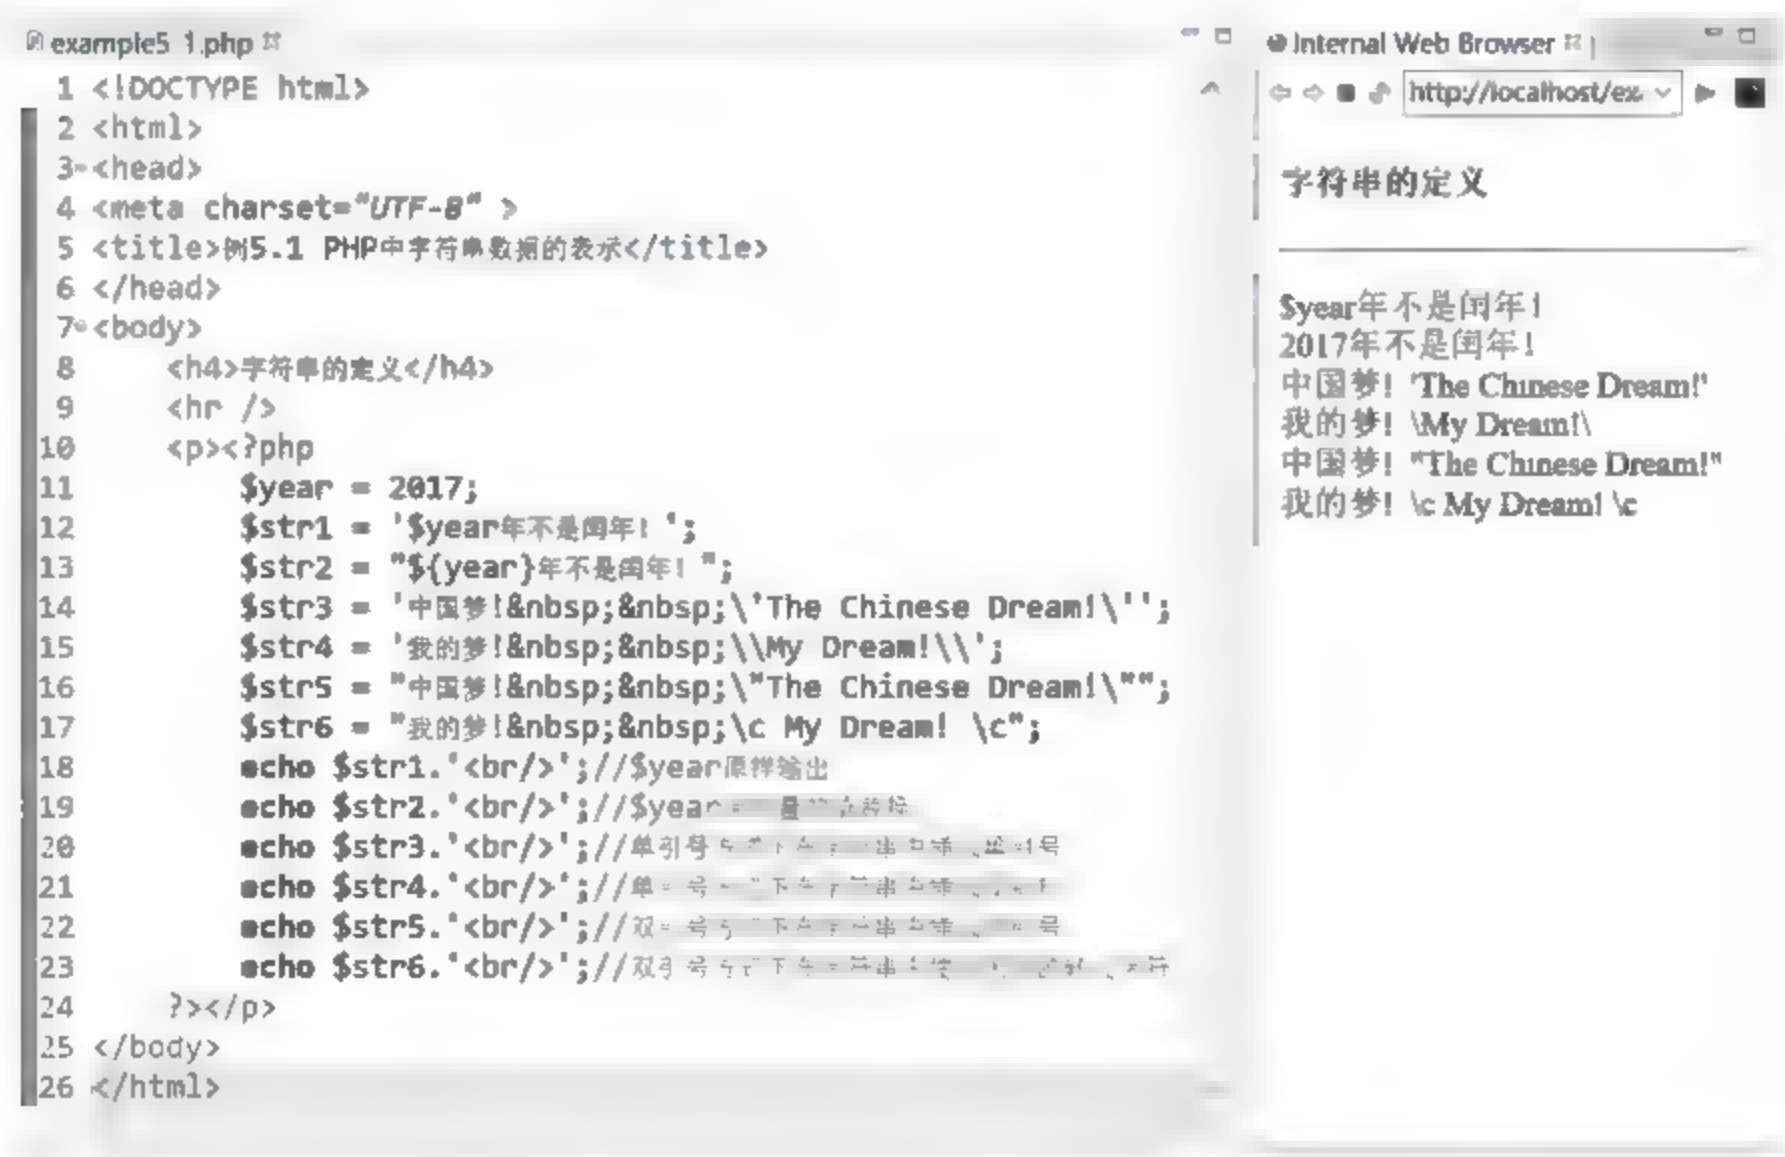 example5_1.php
1 <!DOCTYPE html>
2 <html>
3 <head>
4 <meta charset="UTF-8" >
5 <title>例5.1 PHP中字符串数据的表示</title>
6 </head>
7 <body>
8 <h4>字符串的定义</h4>
9 <hr />
10 <p><?php
11 $year = 2017;
12 $str1 = '$year年不是闰年！';
13 $str2 = "${year}年不是闰年！";
14 $str3 = '中国梦!&nbsp;&nbsp;\'The Chinese Dream!\'';
15 $str4 = '我的梦!&nbsp;&nbsp;\\My Dream!\\';
16 $str5 = "中国梦!&nbsp;&nbsp;\"The Chinese Dream!\"";
17 $str6 = "我的梦!&nbsp;&nbsp;\c My Dream! \c";
18 echo $str1.'<br/>';//$year原样输出
19 echo $str2.'<br/>';//$year
20 echo $str3.'<br/>';//单引号
21 echo $str4.'<br/>';//单
22 echo $str5.'<br/>';//双
23 echo $str6.'<br/>';//双引号
24 ?></p>
25 </body>
26 </html>
Internal Web Browser
http://localhost/ex
字符串的定义
$year年不是闰年！
2017年不是闰年！
中国梦! 'The Chinese Dream!'
我的梦! \My Dream!\
中国梦! "The Chinese Dream!"
我的梦! \c My Dream! \c